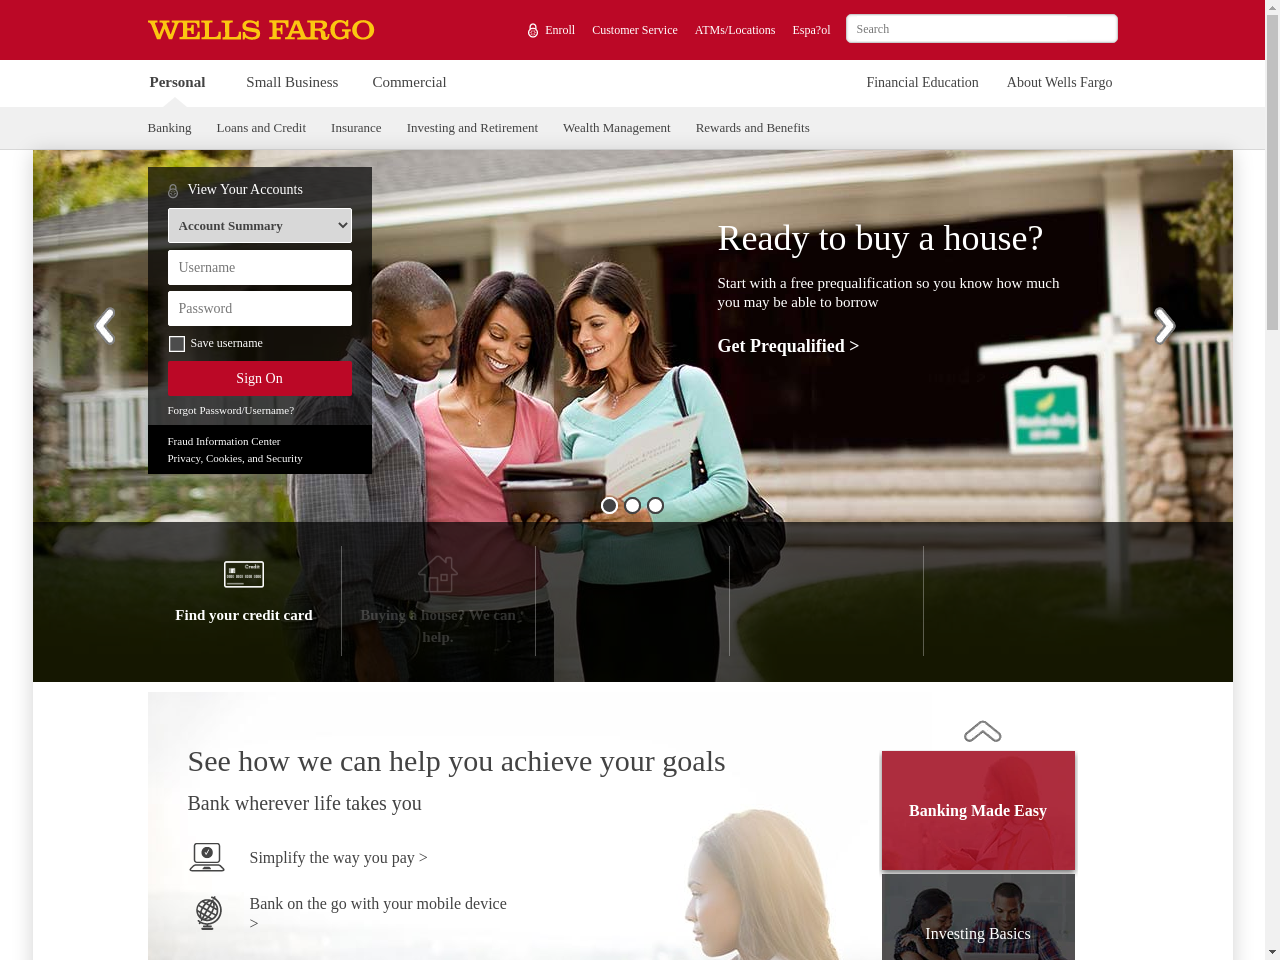 WELLS FARGO
Enroll Customer Service ATMs/Locations Espa?ol Search
Personal Small Business Commercial Financial Education About Wells Fargo
Banking Loans and Credit Insurance Investing and Retirement Wealth Management Rewards and Benefits
View Your Accounts
Account Summary
Username
Password
Save username
Sign On
Forgot Password/Username?
Fraud Information Center
Privacy, Cookies, and Security
Ready to buy a house?
Start with a free prequalification so you know how much
you may be able to borrow
Get Prequalified >
Credit
Find your credit card
Buying a house? We can
help.
See how we can help you achieve your goals
Bank wherever life takes you
Simplify the way you pay >
Bank on the go with your mobile device
>
Banking Made Easy
Investing Basics